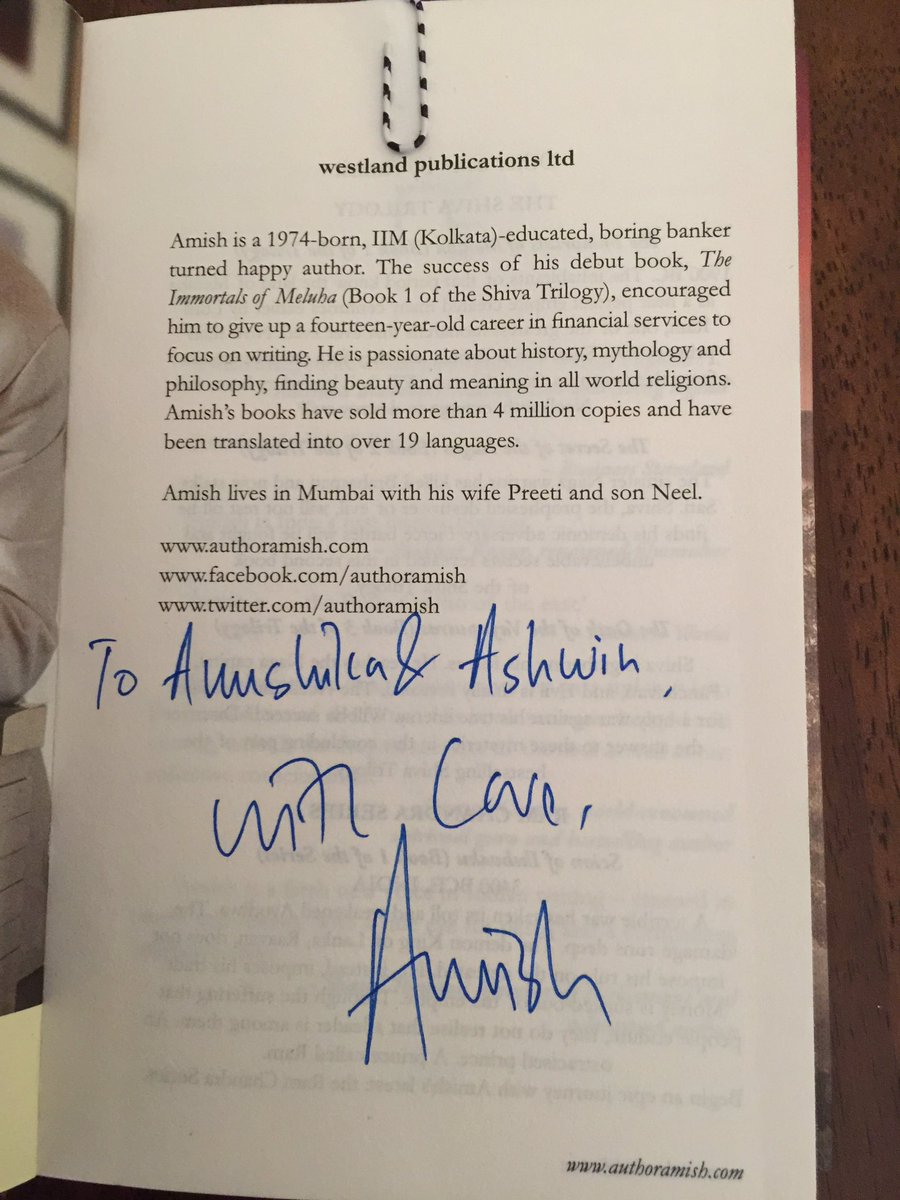 westland publications ltd
Amish is a 1974-born, IIM (Kolkata)-educated, boring banker
turned happy author. The success of his debut book, The
Immortals of Meluha (Book 1 of the Shiva Trilogy), encouraged
him to give up a fourteen-year-old career in financial services to
focus on writing. He is passionate about history, mythology and
philosophy, finding beauty and meaning in all world religions.
Amish's books have sold more than 4 million copies and have
been translated into over 19 languages.
Amish lives in Mumbai with his wife Preeti and son Neel.
www.authoramish.com
www.facebook.com/authoramish
www.twitter.com/authoramish
To Anushka & Ashwin,
with Love,
Amish
www.authoramish.com